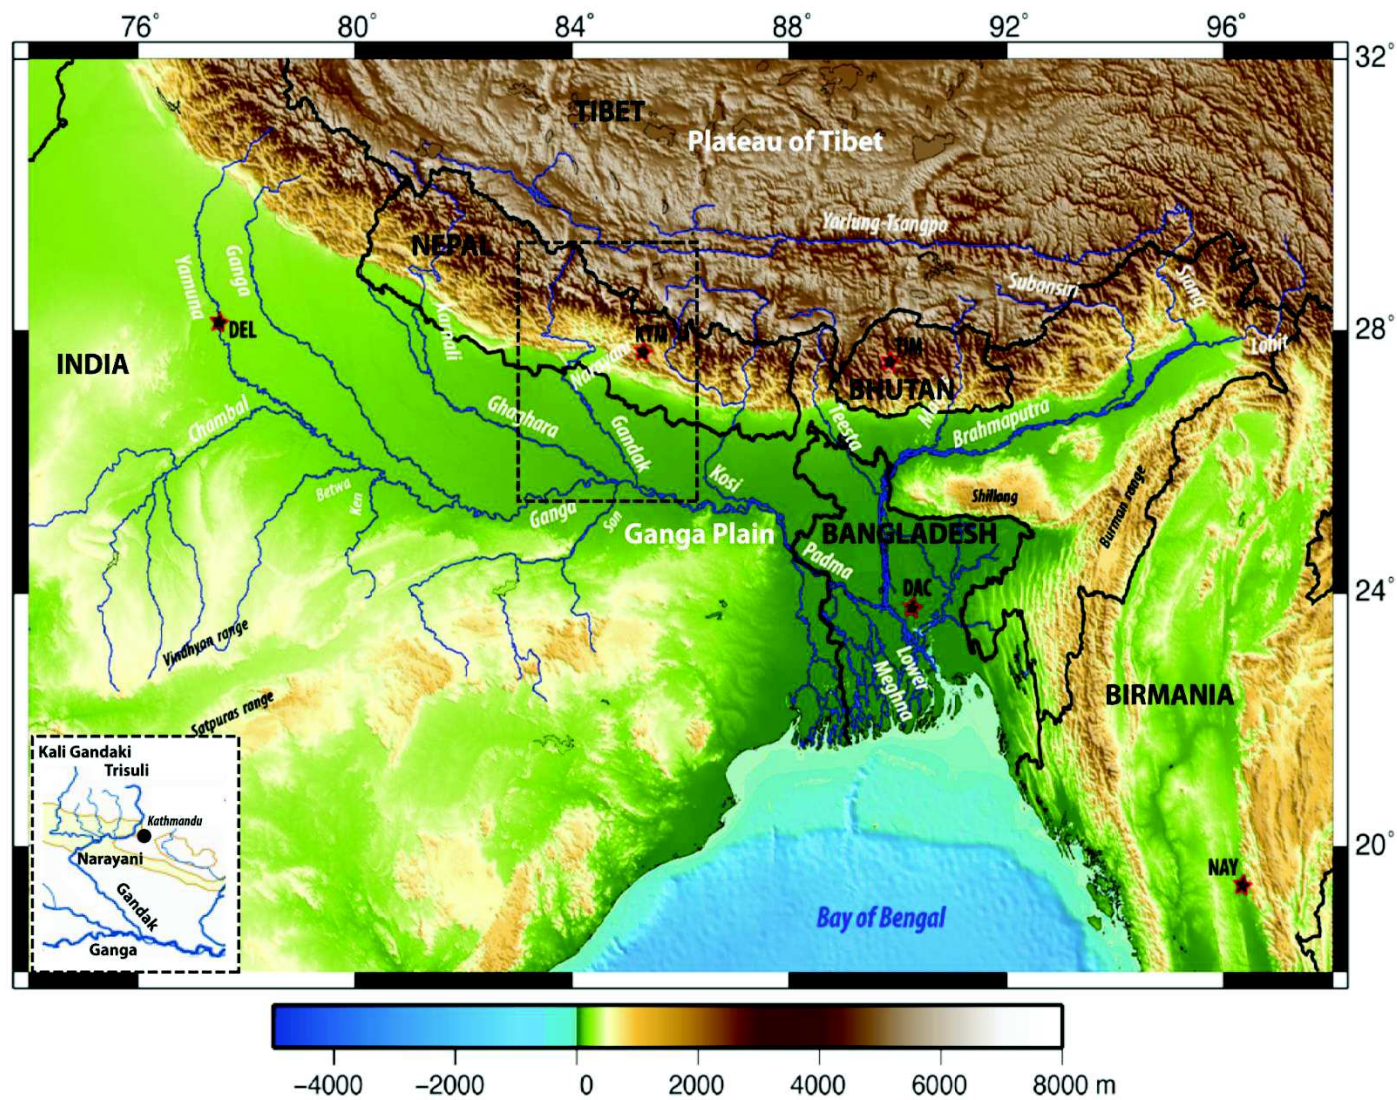 76° 80° 84° 88° 92° 96°
32°
TIBET
Plateau of Tibet
Yarlung-Tsangpo
NEPAL
Ganga
Yamuna
Subansiri
Siang
28°
DEL
Karnali
KTM
Narayani
TIM
Lohit
INDIA
BHUTAN
Chambal
Ghaghara
Gandak
Teesta
Brahmaputra
Kosi
Betwa
Ken
Ganga
Son
Shillong
Burman range
Ganga Plain
BANGLADESH
Padma
24°
DAC
Vindhyan range
Lower
Meghna
BIRMANIA
Satpuras range
Kali Gandaki
Trisuli
Kathmandu
Narayani
Gandak
Ganga
20°
NAY
Bay of Bengal
−4000 −2000 0 2000 4000 6000 8000 m